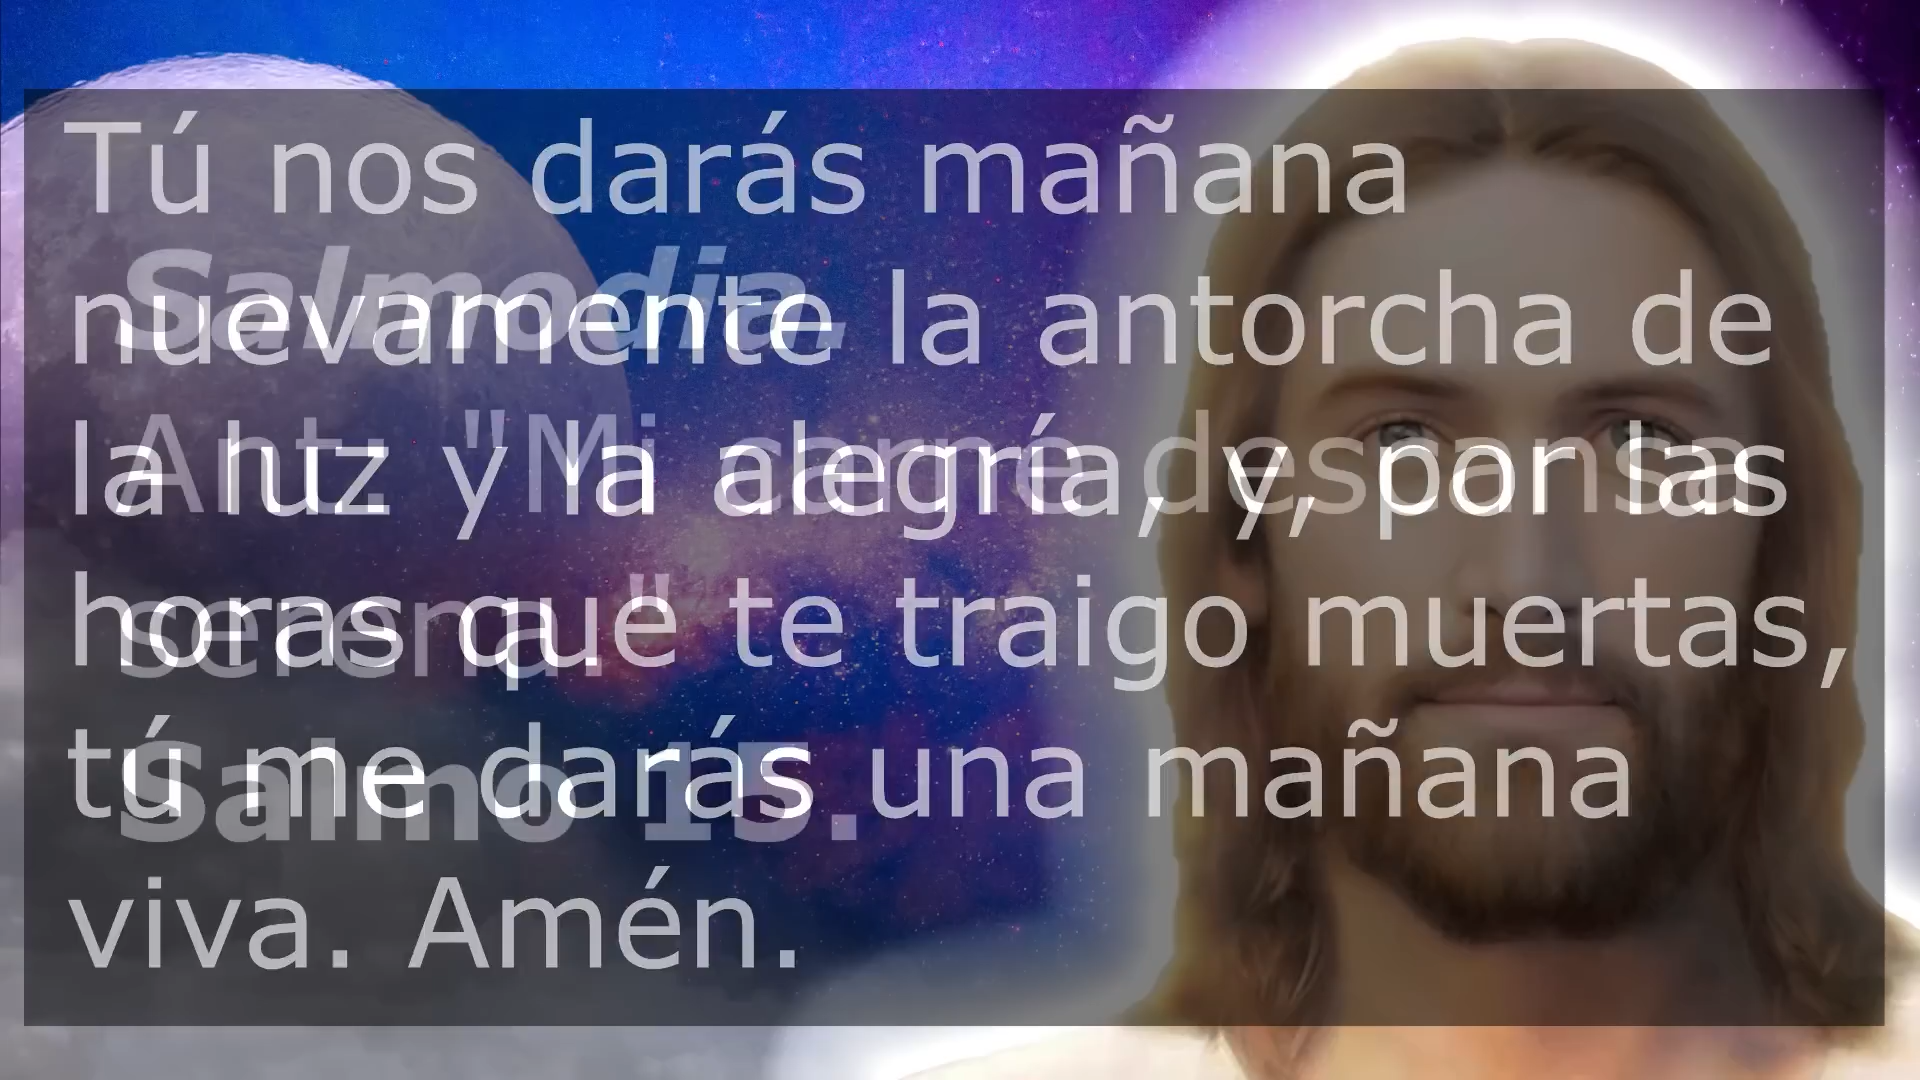 Tú nos darás mañana
nuevamente la antorcha de
la luz y la alegría, y, por las
horas que te traigo muertas,
tú me darás una mañana
viva. Amén.
Salmodia.
Ant. "Mi carne descansa
serena."
Salmo 15.